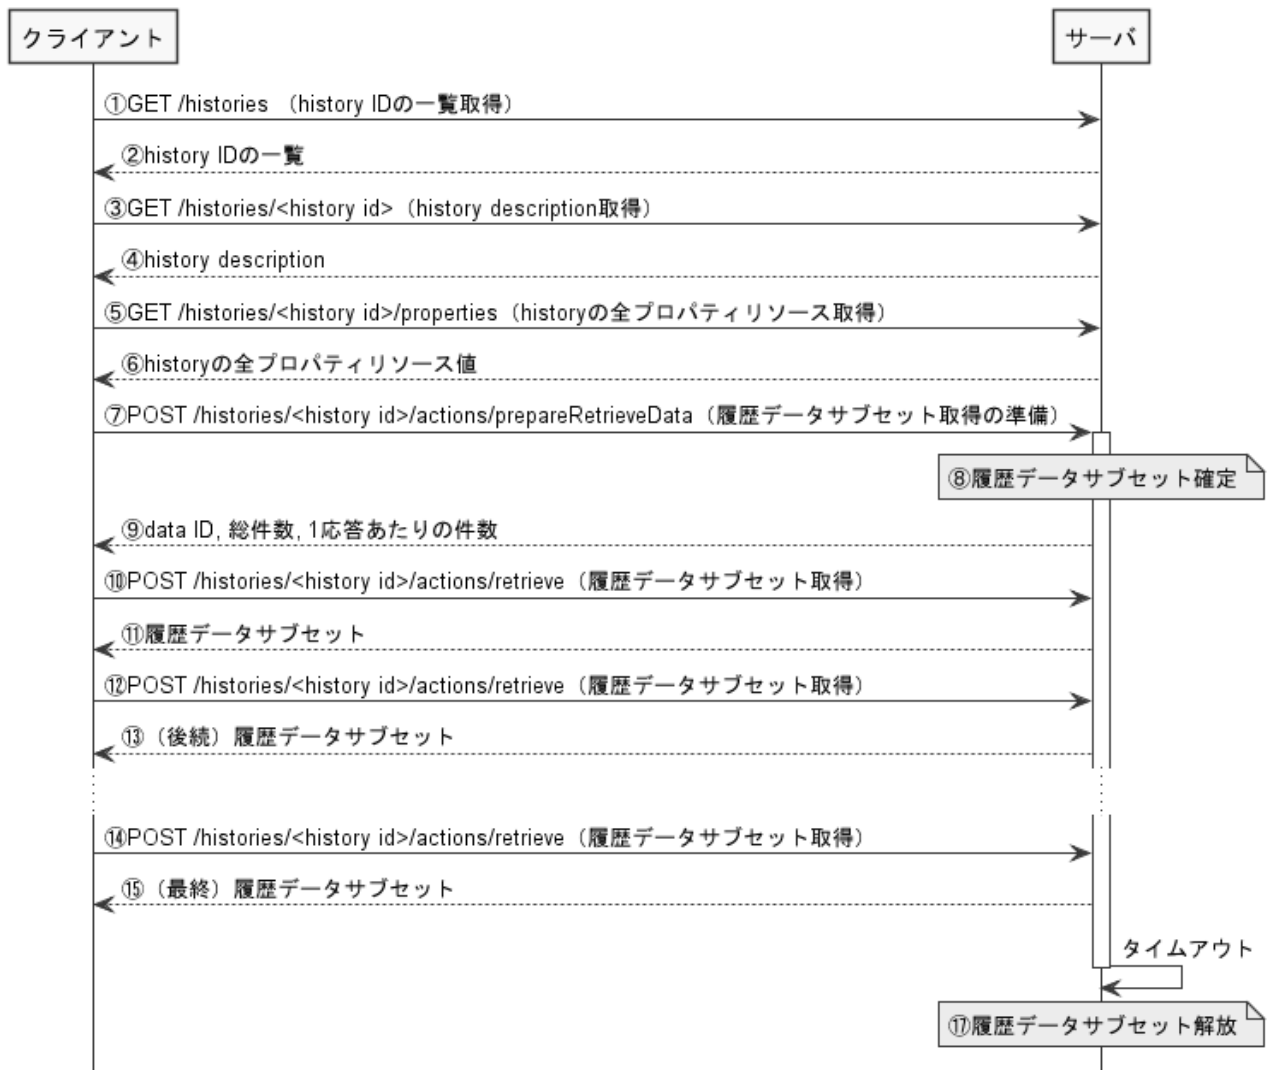 クライアント
サーバ
①GET /histories （history IDの一覧取得）
②history IDの一覧
③GET /histories/<history id>（history description取得）
④history description
⑤GET /histories/<history id>/properties（historyの全プロパティリソース取得）
⑥historyの全プロパティリソース値
⑦POST /histories/<history id>/actions/prepareRetrieveData（履歴データサブセット取得の準備）
⑧履歴データサブセット確定
⑨data ID, 総件数, 1応答あたりの件数
⑩POST /histories/<history id>/actions/retrieve（履歴データサブセット取得）
⑪履歴データサブセット
⑫POST /histories/<history id>/actions/retrieve（履歴データサブセット取得）
⑬（後続）履歴データサブセット
⑭POST /histories/<history id>/actions/retrieve（履歴データサブセット取得）
⑮（最終）履歴データサブセット
タイムアウト
⑰履歴データサブセット解放